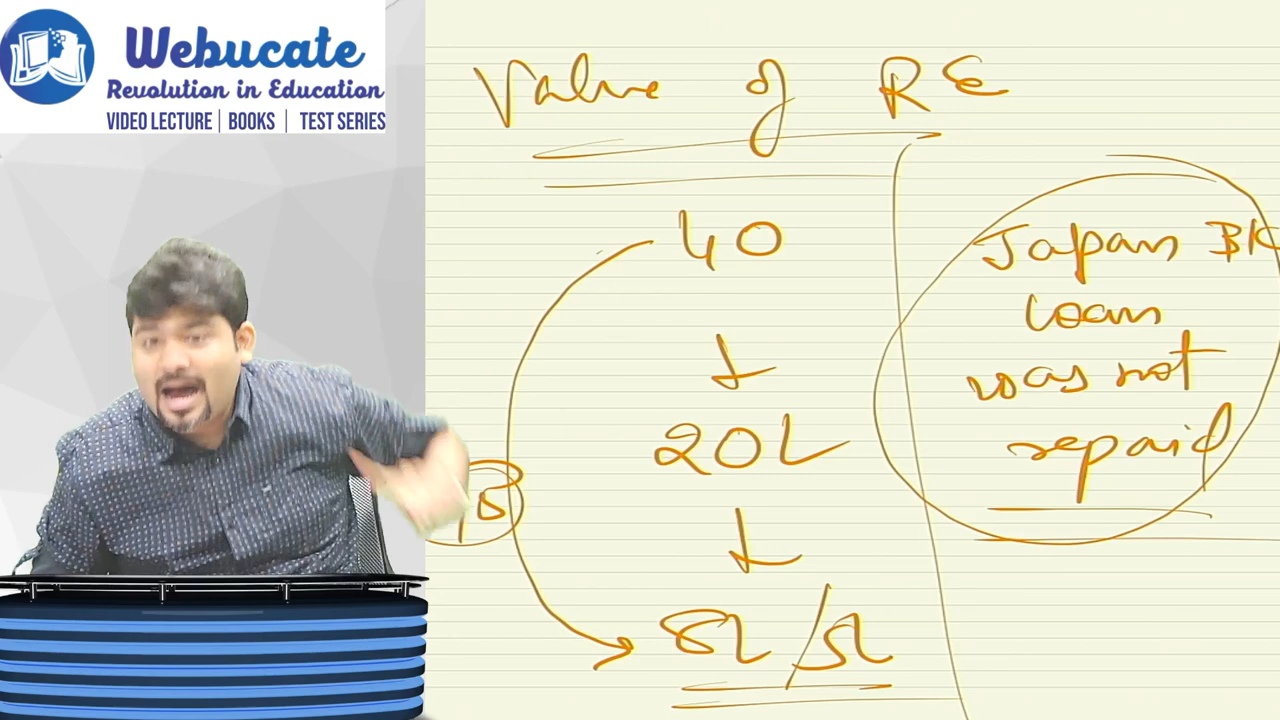 Webucate
Revolution in Education
VIDEO LECTURE | BOOKS | TEST SERIES
Value of RE
40
↓
20L
↓
8L/5L
Japan BK
loan
was not
repaid